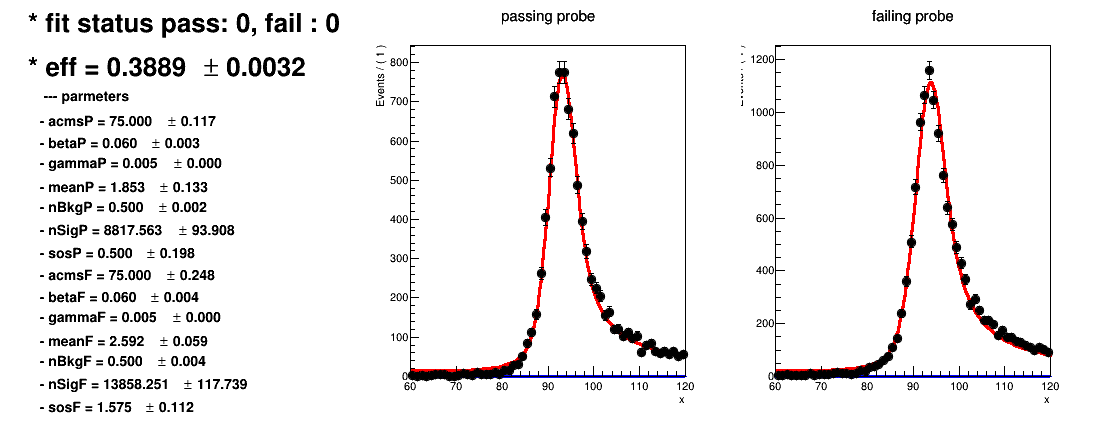 * fit status pass: 0, fail : 0
* eff = 0.3889 ± 0.0032
--- parmeters
- acmsP = 75.000 ± 0.117
- betaP = 0.060 ± 0.003
- gammaP = 0.005 ± 0.000
- meanP = 1.853 ± 0.133
- nBkgP = 0.500 ± 0.002
- nSigP = 8817.563 ± 93.908
- sosP = 0.500 ± 0.198
- acmsF = 75.000 ± 0.248
- betaF = 0.060 ± 0.004
- gammaF = 0.005 ± 0.000
- meanF = 2.592 ± 0.059
- nBkgF = 0.500 ± 0.004
- nSigF = 13858.251 ± 117.739
- sosF = 1.575 ± 0.112
passing probe
Events / ( 1 )
800
700
600
500
400
300
200
100
0
60 70 80 90 100 110 120
x
failing probe
1200
1000
800
600
400
200
0
60 70 80 90 100 110 120
x